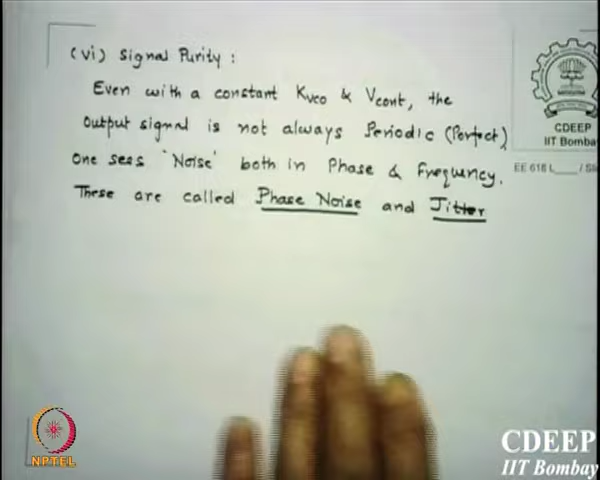 (vi) Signal Purity :
Even with a constant Kvco & Vcont, the
output signal is not always Periodic (Perfect),
One sees 'Noise' both in Phase & Frequency.
These are called Phase Noise and Jitter
CDEEP
IIT Bombay
EE 618 L
NPTEL
CDEEP
IIT Bombay